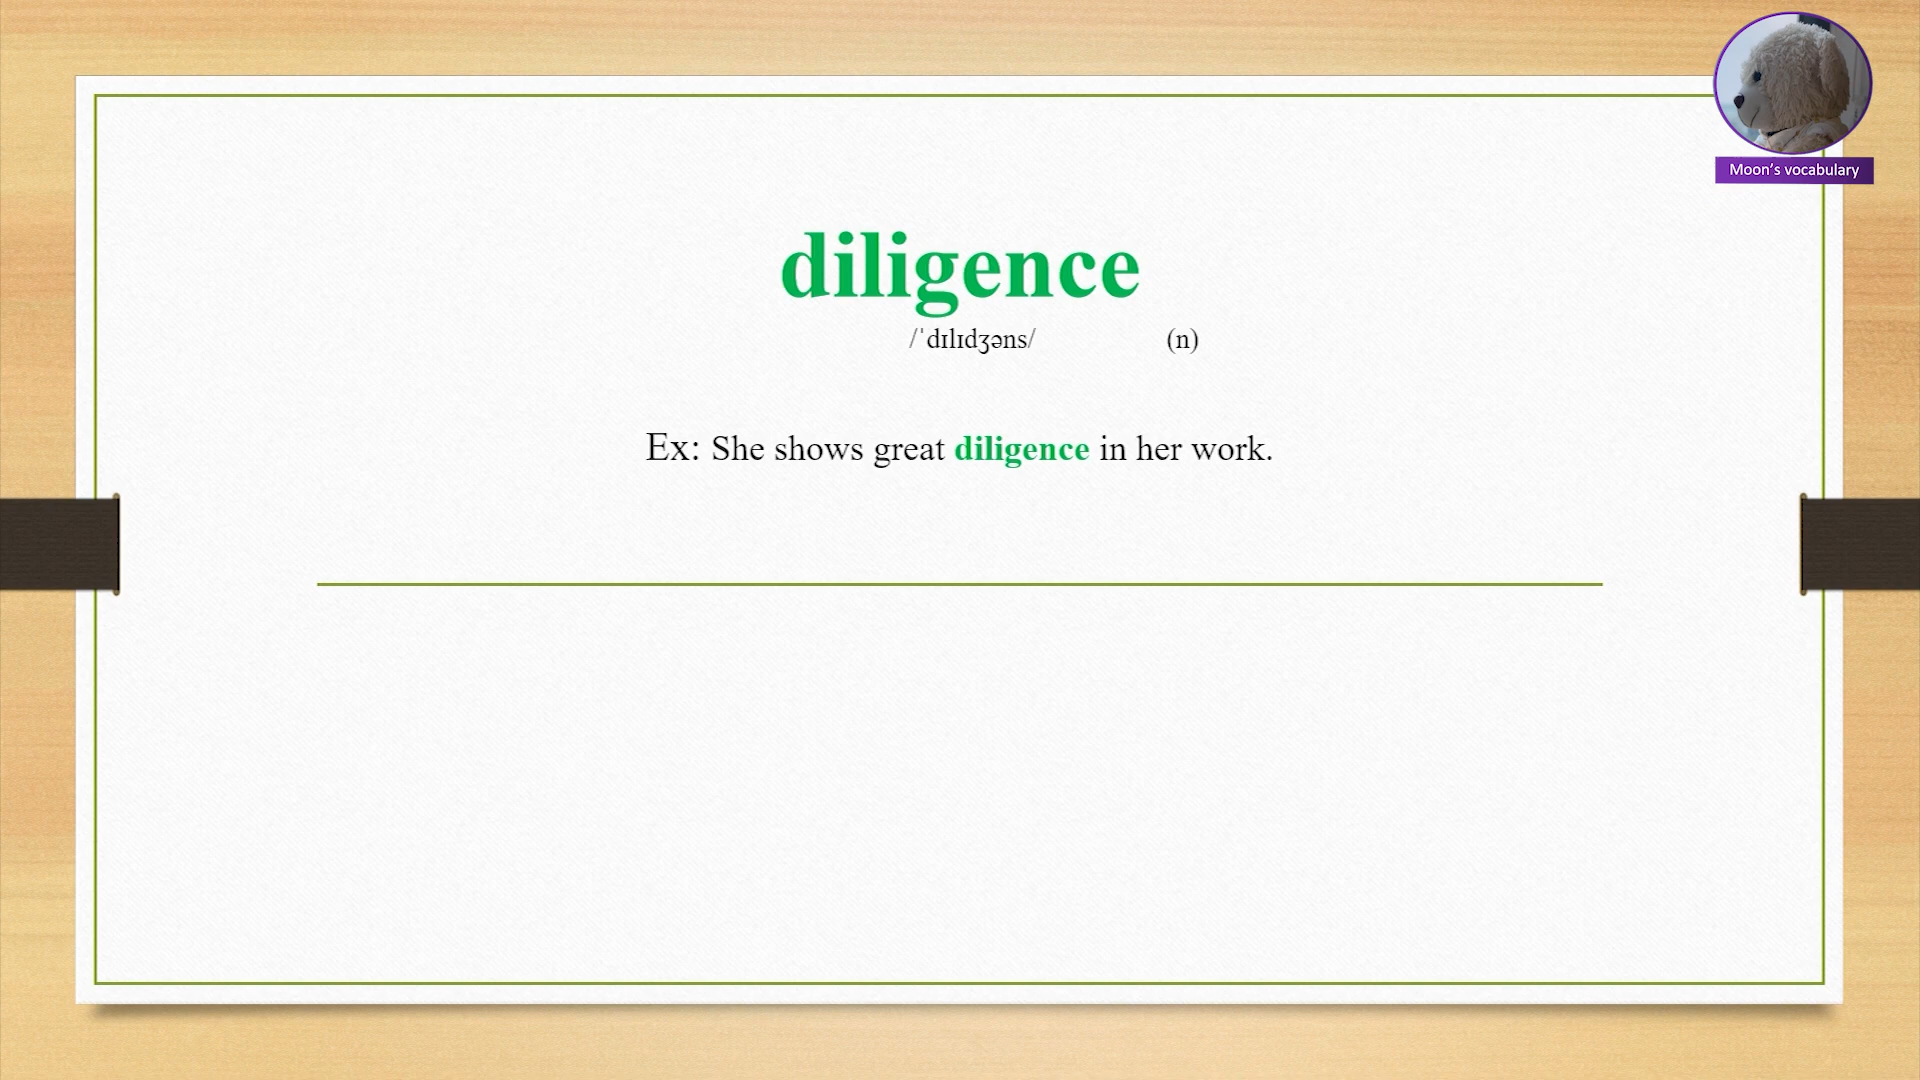 Moon’s vocabulary
diligence
/ˈdɪlɪdʒəns/ (n)
Ex: She shows great diligence in her work.